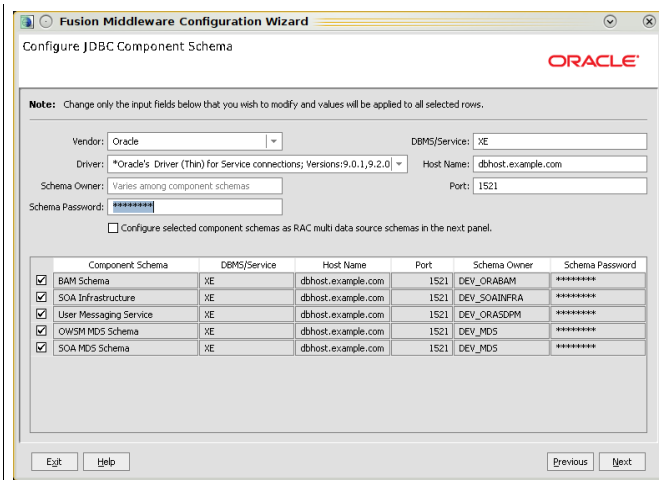 Fusion Middleware Configuration Wizard
Configure JDBC Component Schema
ORACLE
Note: Change only the input fields below that you wish to modify and values will be applied to all selected rows.
Vendor: Oracle DBMS/Service: XE
Driver: *Oracle's Driver (Thin) for Service connections; Versions:9.0.1,9.2.0 Host Name: dbhost.example.com
Schema Owner: Varies among component schemas Port: 1521
Schema Password: ********
Configure selected component schemas as RAC multi data source schemas in the next panel.
Component Schema DBMS/Service Host Name Port Schema Owner Schema Password
BAM Schema XE dbhost.example.com 1521 DEV_ORABAM ********
SOA Infrastructure XE dbhost.example.com 1521 DEV_SOAINFRA ********
User Messaging Service XE dbhost.example.com 1521 DEV_ORASDPM ********
OWSM MDS Schema XE dbhost.example.com 1521 DEV_MDS ********
SOA MDS Schema XE dbhost.example.com 1521 DEV_MDS ********
Exit Help Previous Next